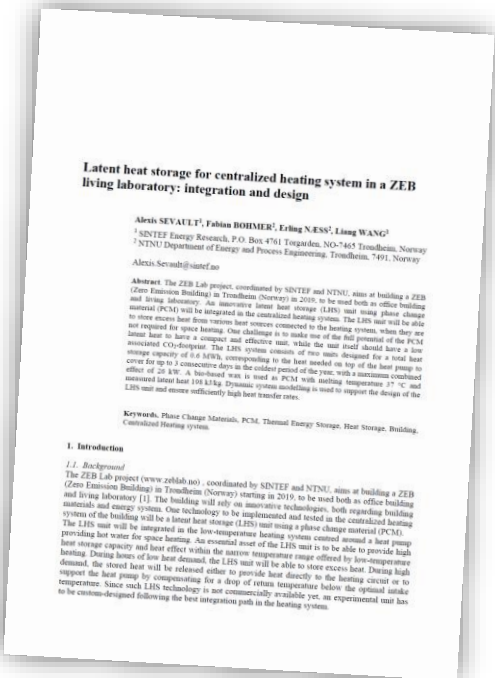 Latent heat storage for centralized heating system in a ZEB
living laboratory: integration and design
Alexis SEVAULT¹, Fabian BOHMER², Erling NÆSS², Liang WANG²
¹ SINTEF Energy Research, P.O. Box 4761 Torgarden, NO-7465 Trondheim, Norway
² NTNU Department of Energy and Process Engineering, Trondheim, 7491, Norway
Alexis.Sevault@sintef.no
Abstract. The ZEB Lab project, coordinated by SINTEF and NTNU, aims at building a ZEB
(Zero Emission Building) in Trondheim (Norway) in 2019, to be used both as office building
and living laboratory. An innovative latent heat storage (LHS) unit using phase change
material (PCM) will be integrated in the centralized heating system. The LHS unit will be able
to store excess heat from various heat sources connected to the heating system, when they are
not required for space heating. One challenge is to make use of the full potential of the PCM
latent heat to have a compact and effective unit, while the unit itself should have a low
associated CO₂-footprint. The LHS system consists of two units designed for a total heat
storage capacity of 0.6 MWh, corresponding to the heat needed on top of the heat pump to
cover for up to 3 consecutive days in the coldest period of the year, with a maximum combined
effect of 20 kW. A bio-based wax is used as PCM with melting temperature 37 °C and
measured latent heat 198 kJ/kg. Dynamic system modelling is used to support the design of the
LHS unit and ensure sufficiently high heat transfer rates.
Keywords. Phase Change Materials, PCM, Thermal Energy Storage, Heat Storage, Building,
Centralized Heating system.
1. Introduction
1.1. Background
The ZEB Lab project (www.zeblab.no) , coordinated by SINTEF and NTNU, aims at building a ZEB
(Zero Emission Building) in Trondheim (Norway) starting in 2019, to be used both as office building
and living laboratory [1]. The building will rely on innovative technologies, both regarding building
materials and energy system. One technology to be implemented and tested in the centralized heating
system of the building will be a latent heat storage (LHS) unit using a phase change material (PCM).
The LHS unit will be integrated in the low-temperature heating system centred around a heat pump
providing hot water for space heating. An essential asset of the LHS unit is to be able to provide high
heat storage capacity and heat effect within the narrow temperature range offered by low-temperature
heating. During hours of low heat demand, the LHS unit will be able to store excess heat. During high
demand, the stored heat will be released either to provide heat directly to the heating circuit or to
support the heat pump by compensating for a drop of return temperature below the optimal intake
temperature. Since such LHS technology is not commercially available yet, an experimental unit has
to be custom-designed following the best integration path in the heating system.